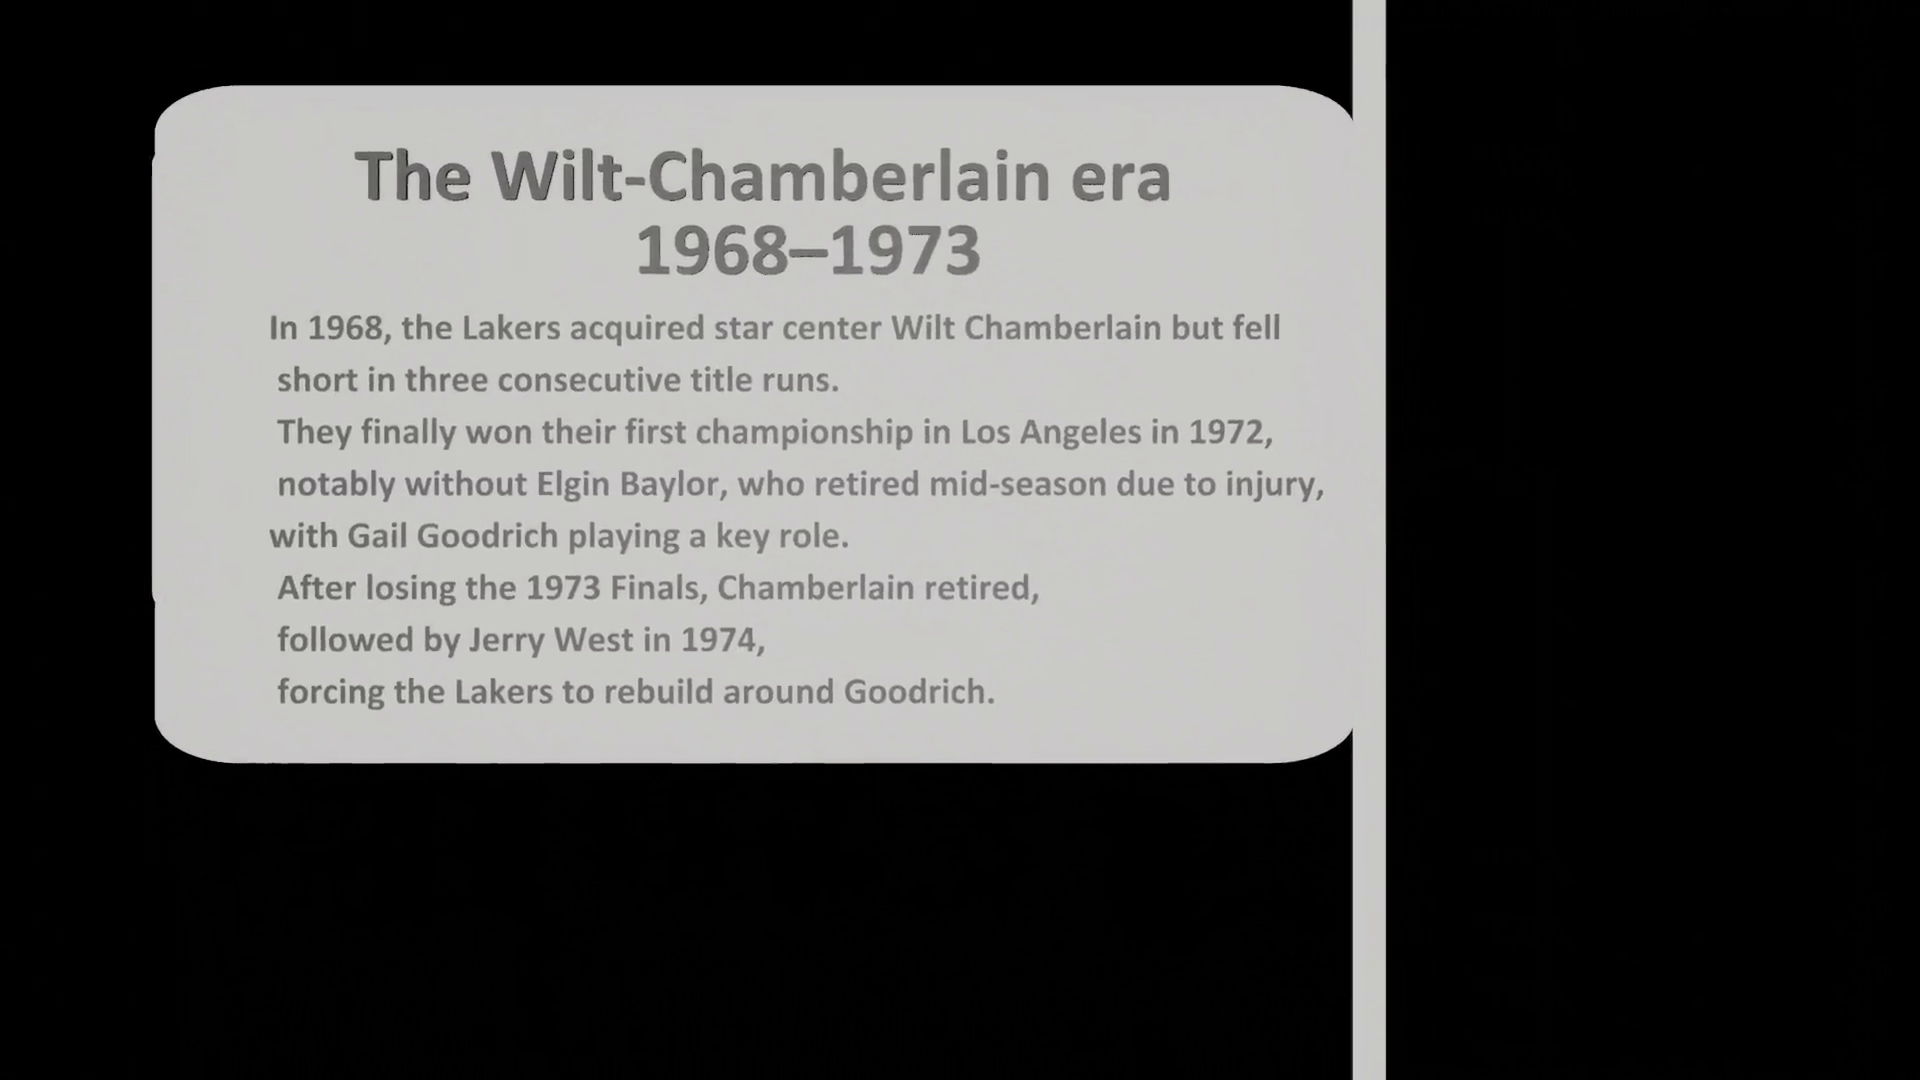 The Wilt-Chamberlain era
1968–1973
In 1968, the Lakers acquired star center Wilt Chamberlain but fell
short in three consecutive title runs.
They finally won their first championship in Los Angeles in 1972,
notably without Elgin Baylor, who retired mid-season due to injury,
with Gail Goodrich playing a key role.
After losing the 1973 Finals, Chamberlain retired,
followed by Jerry West in 1974,
forcing the Lakers to rebuild around Goodrich.